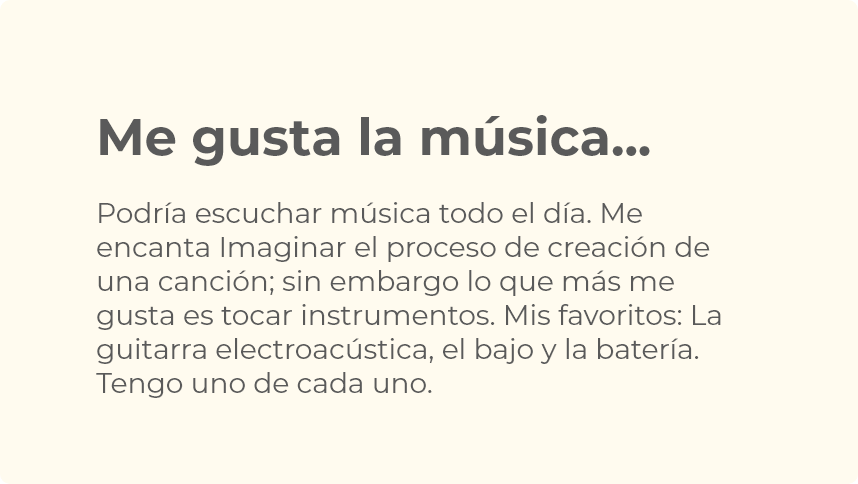 Me gusta la música...
Podría escuchar música todo el día. Me
encanta Imaginar el proceso de creación de
una canción; sin embargo lo que más me
gusta es tocar instrumentos. Mis favoritos: La
guitarra electroacústica, el bajo y la batería.
Tengo uno de cada uno.